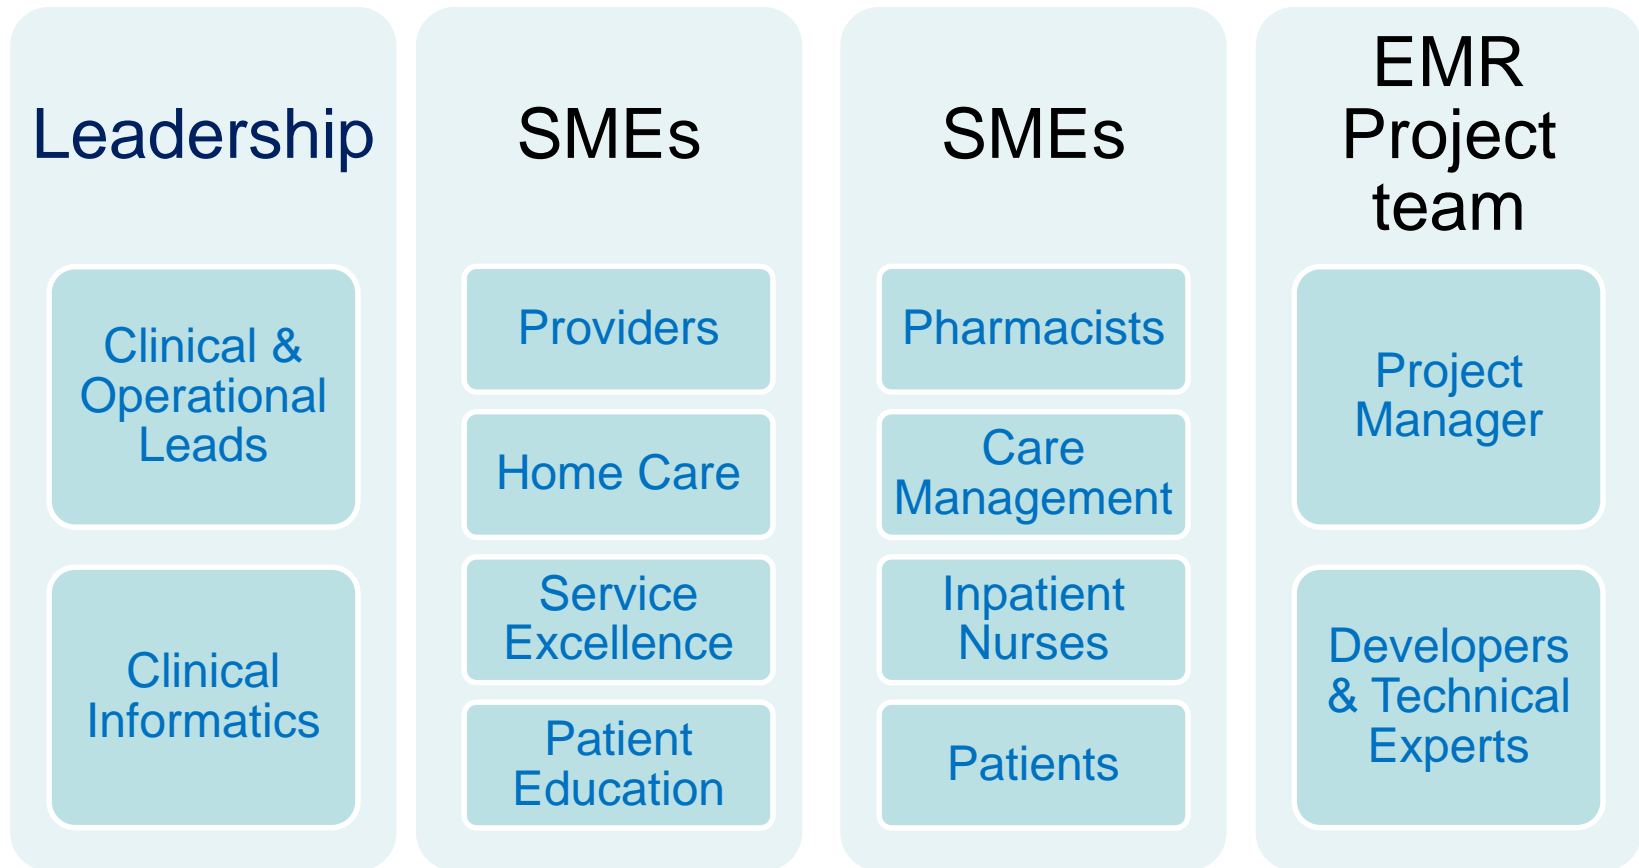 Leadership
Clinical &
Operational
Leads
Clinical
Informatics
SMEs
Providers
Home Care
Service
Excellence
Patient
Education
SMEs
Pharmacists
Care
Management
Inpatient
Nurses
Patients
EMR
Project
team
Project
Manager
Developers
& Technical
Experts